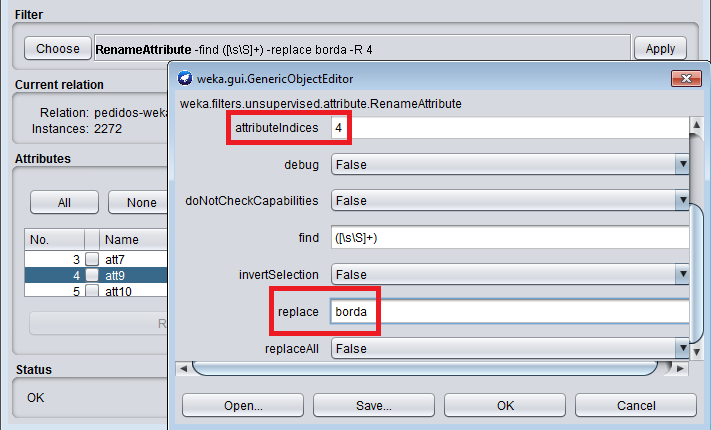 Filter
Choose RenameAttribute -find ([\s\S]+) -replace borda -R 4 Apply
Current relation
Relation: pedidos-weka
Instances: 2272
Attributes
All None
No. Name
3 att7
4 att9
5 att10
R
Status
OK
weka.gui.GenericObjectEditor
weka.filters.unsupervised.attribute.RenameAttribute
attributeIndices 4
debug False
doNotCheckCapabilities False
find ([\s\S]+)
invertSelection False
replace borda
replaceAll False
Open... Save... OK Cancel